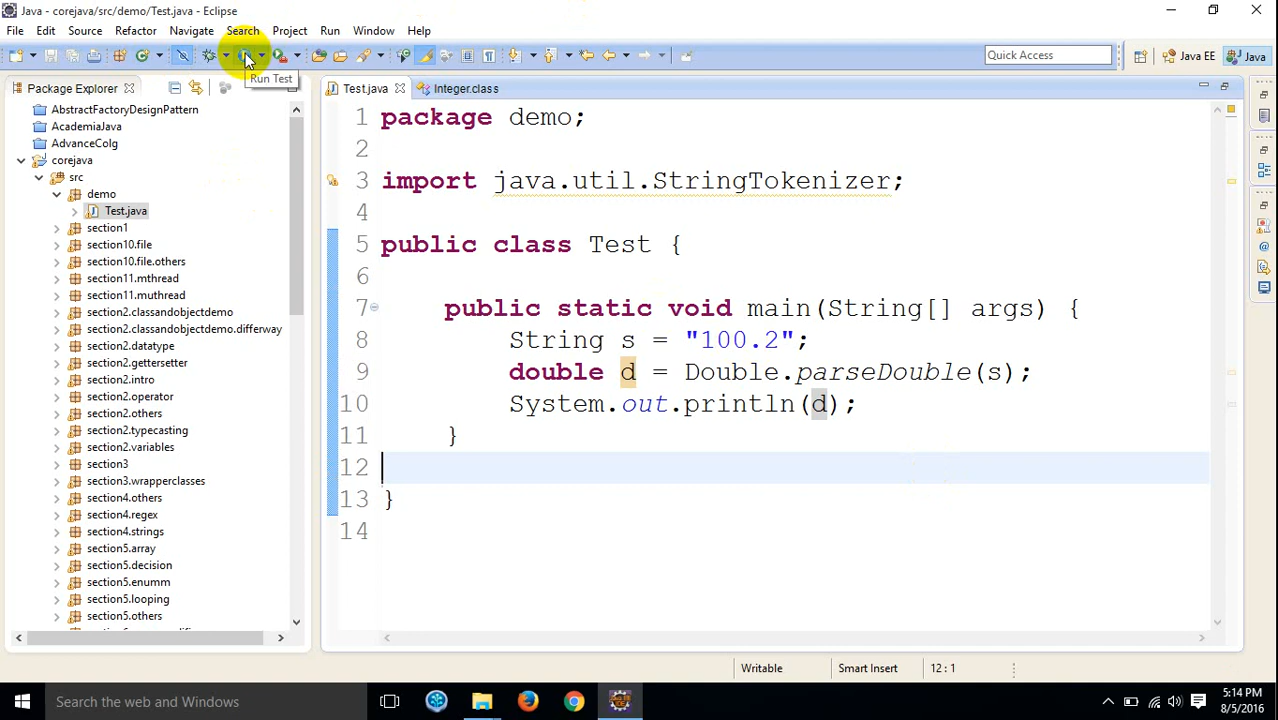 Java - corejava/src/demo/Test.java - Eclipse
File Edit Source Refactor Navigate Search Project Run Window Help
Quick Access
Java EE
Java
Run Test
Package Explorer
Test.java
Integer.class
AbstractFactoryDesignPattern
AcademiaJava
AdvanceColg
corejava
src
demo
Test.java
section1
section10.file
section10.file.others
section11.mthread
section11.muthread
section2.classandobjectdemo
section2.classandobjectdemo.differway
section2.datatype
section2.gettersetter
section2.intro
section2.operator
section2.others
section2.typecasting
section2.variables
section3
section3.wrapperclasses
section4.others
section4.regex
section4.strings
section5.array
section5.decision
section5.enumm
section5.looping
section5.others
1 package demo;
2
3 import java.util.StringTokenizer;
4
5 public class Test {
6
7 public static void main(String[] args) {
8 String s = "100.2";
9 double d = Double.parseDouble(s);
10 System.out.println(d);
11 }
12
13 }
14
Writable
Smart Insert
12 : 1
Search the web and Windows
5:14 PM
8/5/2016